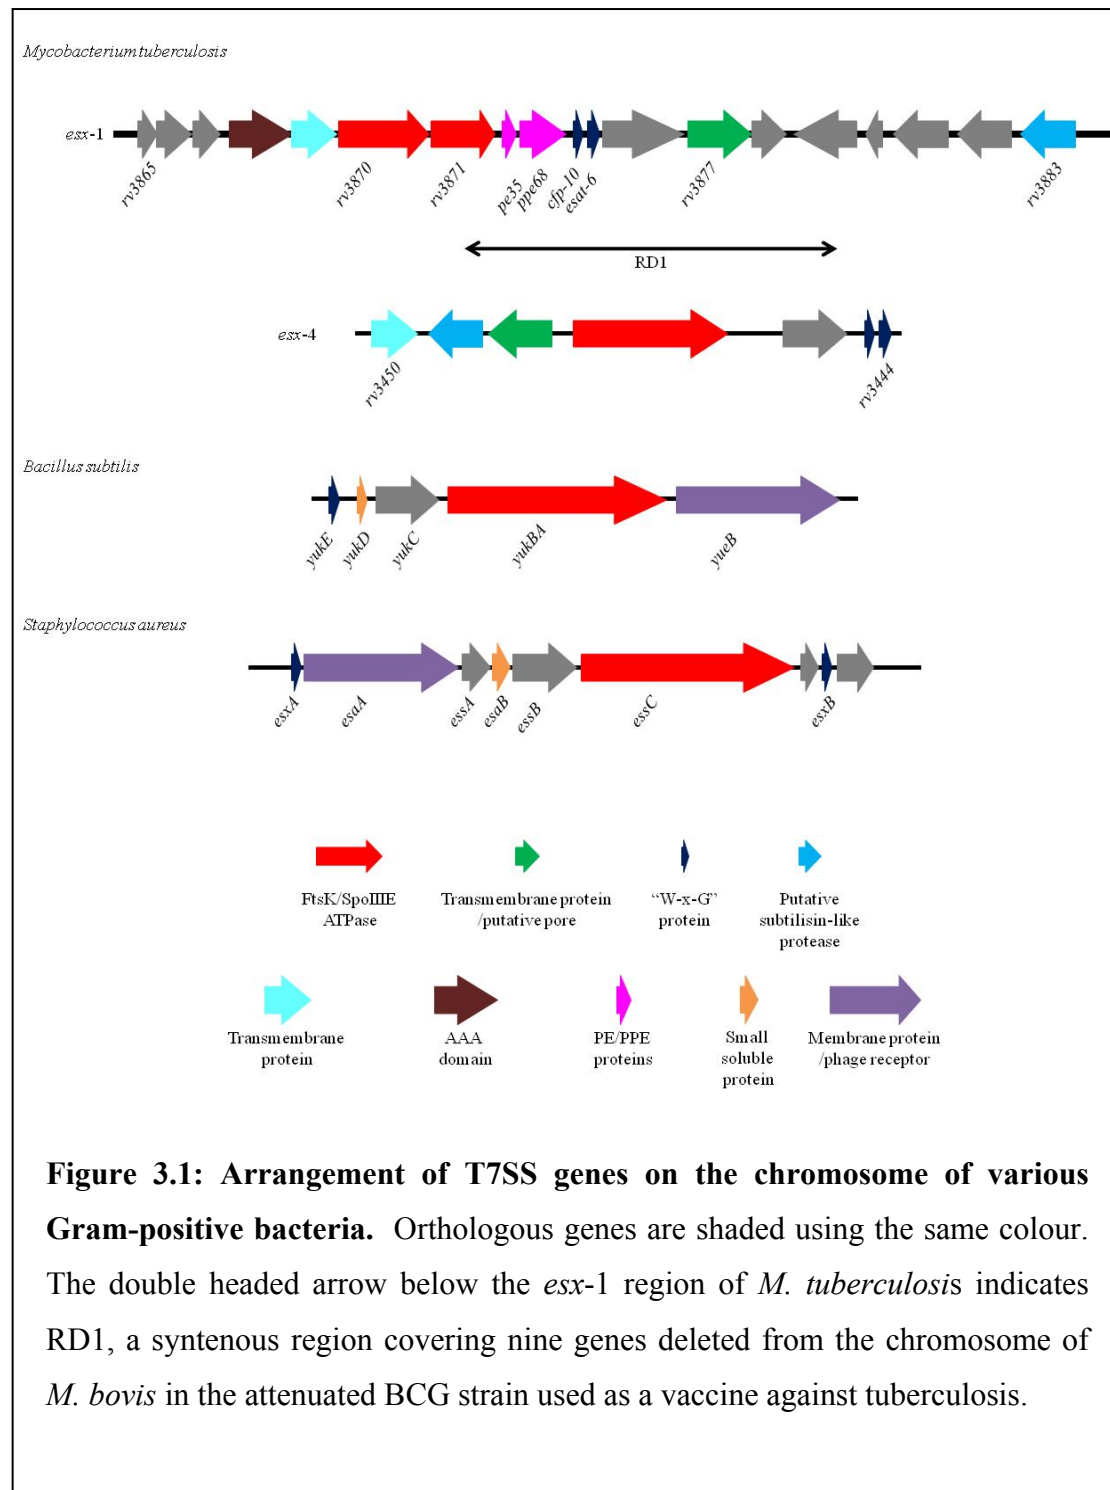 Mycobacterium tuberculosis
esx-1
rv3865
rv3870
rv3871
pe35
ppe68
cfp-10
esat-6
rv3877
rv3883
RD1
esx-4
rv3450
rv3444
Bacillus subtilis
yukE
yukD
yukC
yukBA
yueB
Staphylococcus aureus
esxA
esaA
essA
esaB
essB
essC
esxB
FtsK/SpoIIIE
ATPase
Transmembrane protein
/putative pore
“W-x-G”
protein
Putative
subtilisin-like
protease
Transmembrane
protein
AAA
domain
PE/PPE
proteins
Small
soluble
protein
Membrane protein
/phage receptor
Figure 3.1: Arrangement of T7SS genes on the chromosome of various
Gram-positive bacteria. Orthologous genes are shaded using the same colour.
The double headed arrow below the esx-1 region of M. tuberculosis indicates
RD1, a syntenous region covering nine genes deleted from the chromosome of
M. bovis in the attenuated BCG strain used as a vaccine against tuberculosis.